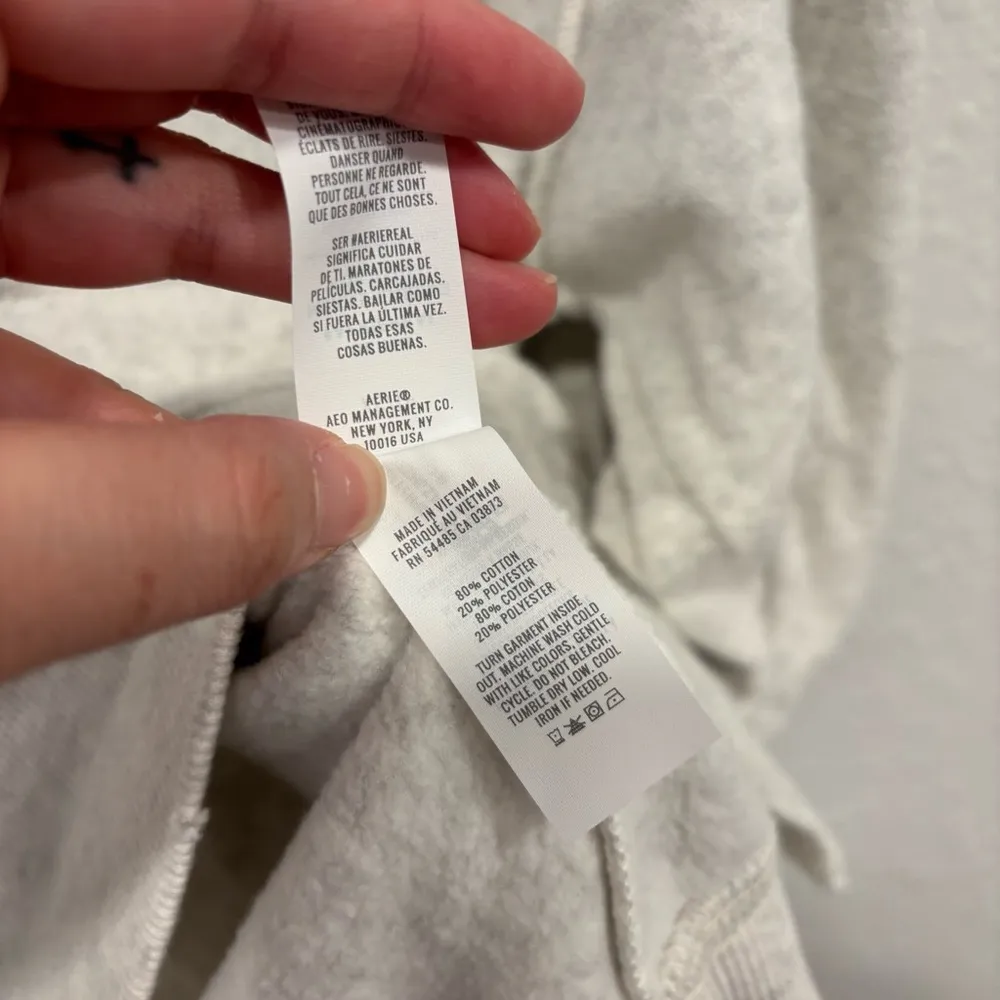 CINÉMATOGRAPHI
ÉCLATS DE RIRE. SIESTES.
DANSER QUAND
PERSONNE NE REGARDE.
TOUT CELA, CE NE SONT
QUE DES BONNES CHOSES.
SER #AERIEREAL
SIGNIFICA CUIDAR
DE TI. MARATONES DE
PELÍCULAS. CARCAJADAS.
SIESTAS. BAILAR COMO
SI FUERA LA ÚLTIMA VEZ.
TODAS ESAS
COSAS BUENAS.
AERIE®
AEO MANAGEMENT CO.
NEW YORK, NY
10016 USA
MADE IN VIETNAM
FABRIQUÉ AU VIETNAM
RN 54485 CA 03873
80% COTTON
20% POLYESTER
80% COTON
20% POLYESTER
TURN GARMENT INSIDE
OUT. MACHINE WASH COLD
WITH LIKE COLORS, GENTLE
CYCLE. DO NOT BLEACH.
TUMBLE DRY LOW. COOL
IRON IF NEEDED.